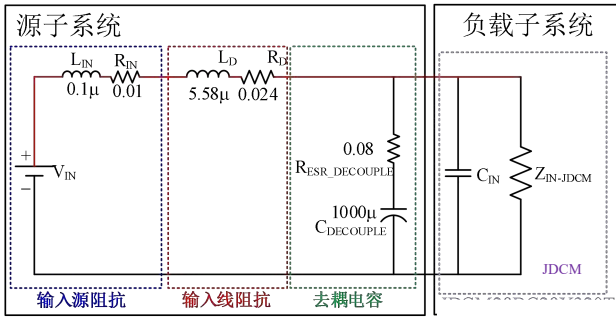 源子系统
负载子系统
L_IN
R_IN
0.1μ
0.01
L_D
R_D
5.58μ
0.024
+
V_IN
−
0.08
R_ESR_DECOUPLE
1000μ
C_DECOUPLE
C_IN
Z_IN-JDCM
JDCM
输入源阻抗
输入线阻抗
去耦电容